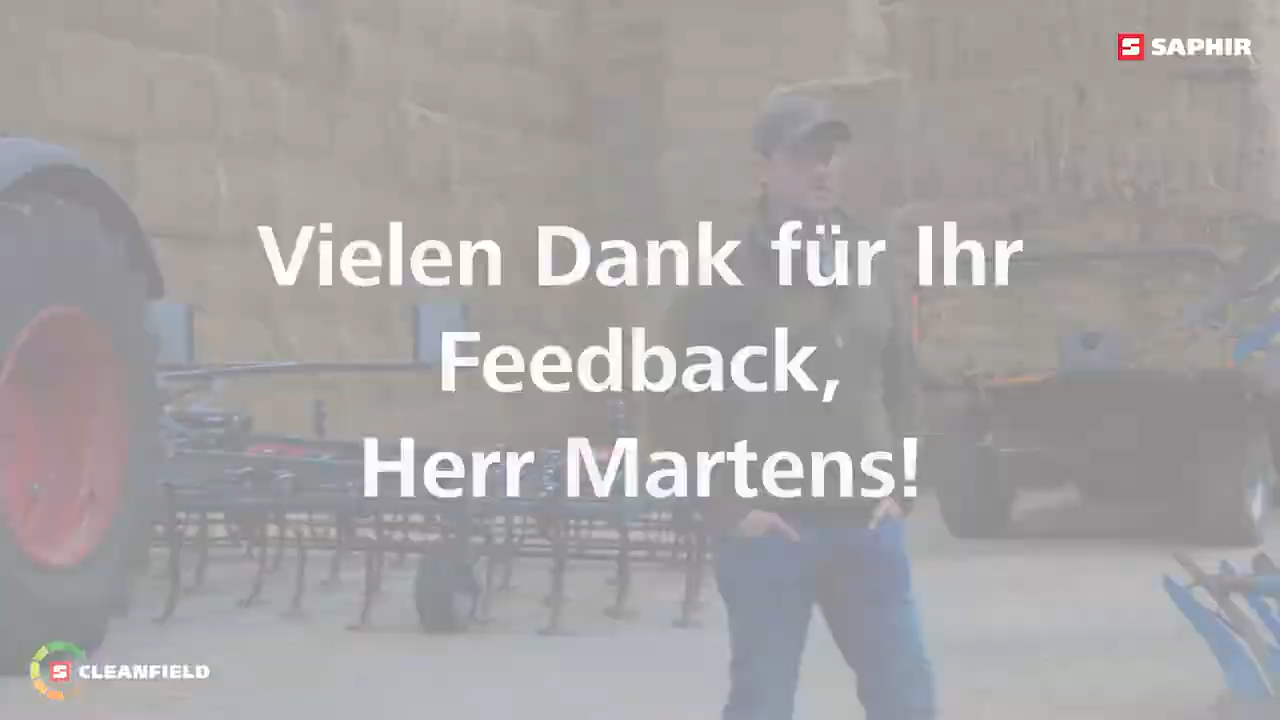 SAPHIR
Vielen Dank für Ihr
Feedback,
Herr Martens!
CLEANFIELD